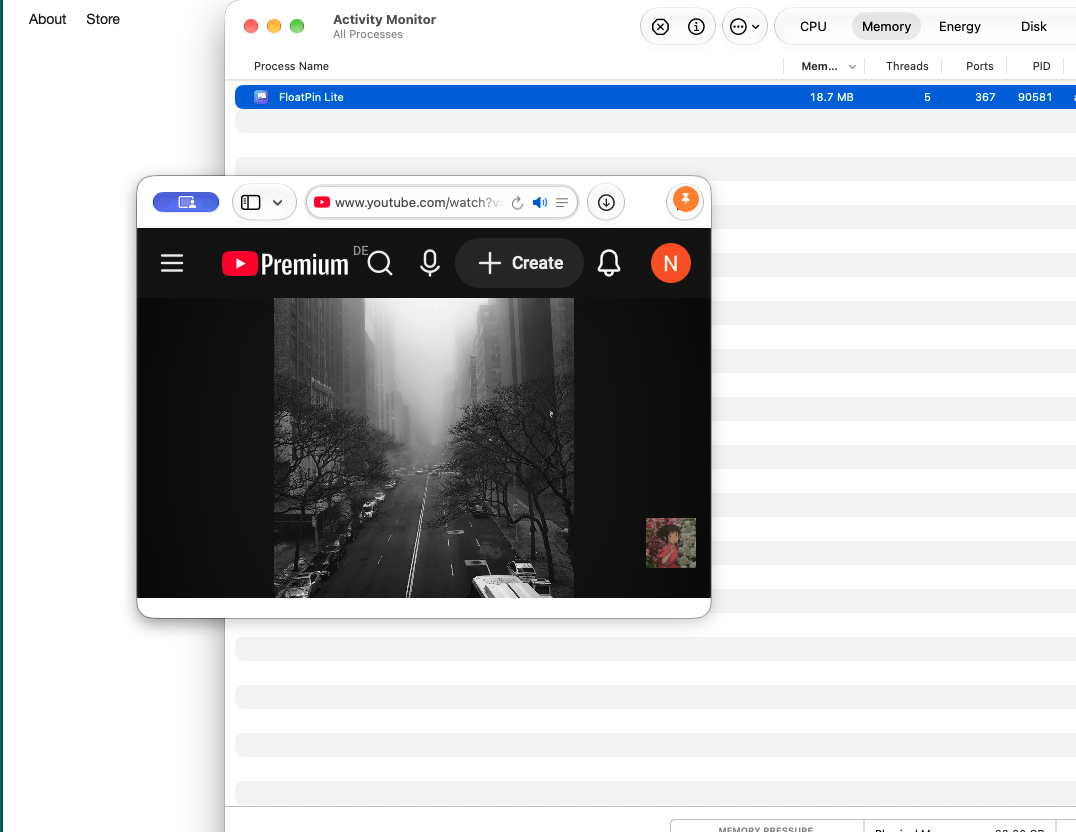 About Store
Activity Monitor
All Processes
CPU Memory Energy Disk
Process Name Mem... Threads Ports PID
FloatPin Lite 18.7 MB 5 367 90581
www.youtube.com/watch?v
Premium DE
Create
N
MEMORY PRESSURE